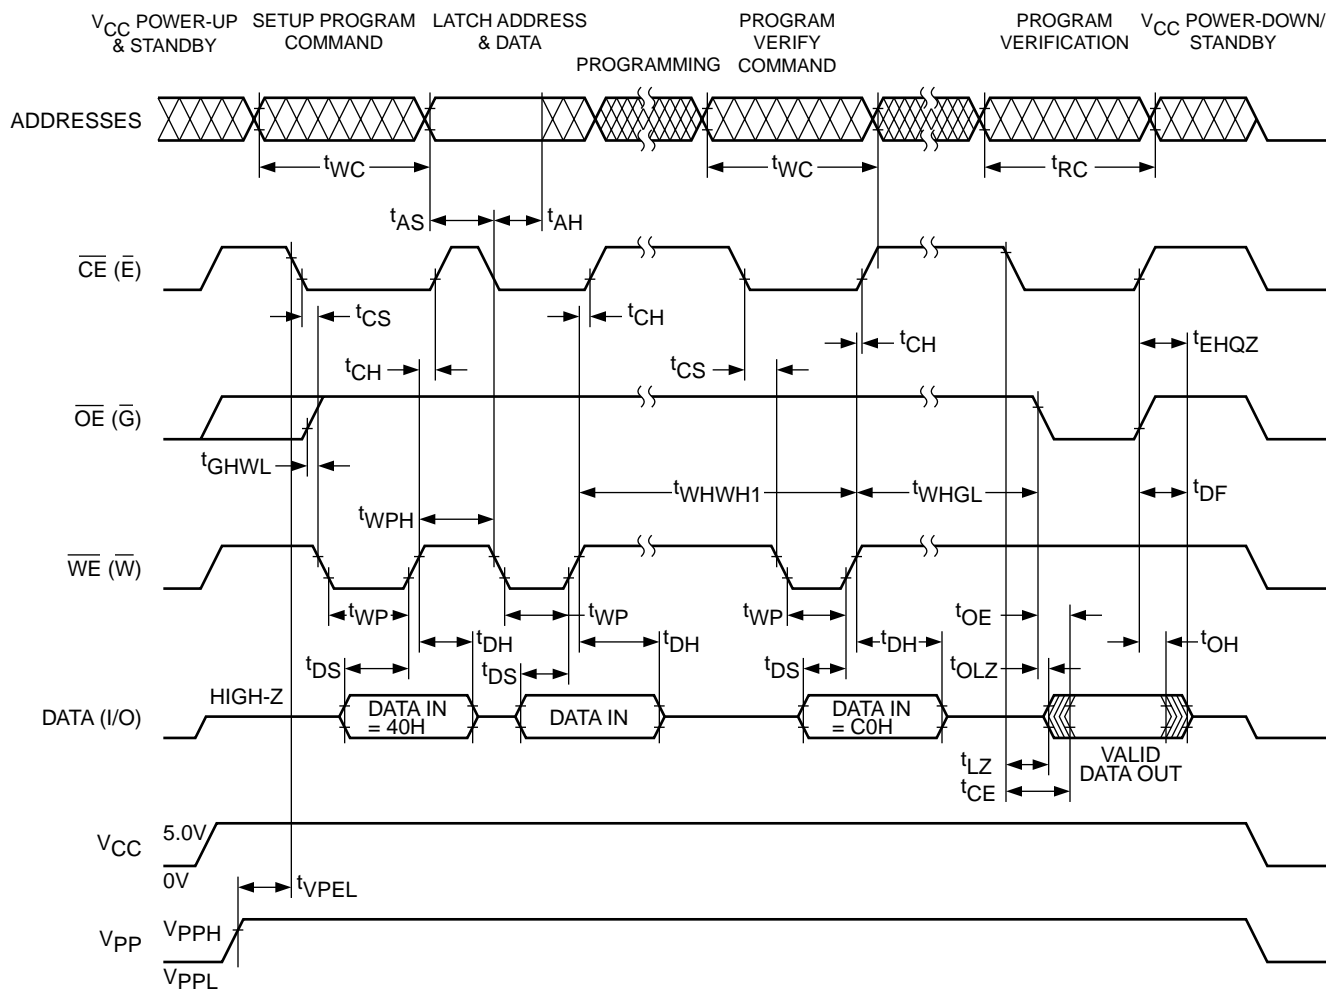 VCC POWER-UP
& STANDBY
SETUP PROGRAM
COMMAND
LATCH ADDRESS
& DATA
PROGRAMMING
PROGRAM
VERIFY
COMMAND
PROGRAM
VERIFICATION
VCC POWER-DOWN/
STANDBY
ADDRESSES
tWC
tWC
tRC
tAS
tAH
CE (E)
tCS
tCH
tCH
tCS
tCH
tEHQZ
OE (G)
tGHWL
tWPH
tWHWH1
tWHGL
tDF
WE (W)
tWP
tWP
tWP
tOE
tDH
tDH
tDH
tOH
tDS
tDS
tDS
tOLZ
DATA (I/O)
HIGH-Z
DATA IN
= 40H
DATA IN
DATA IN
= C0H
VALID
DATA OUT
tLZ
tCE
VCC
5.0V
0V
tVPEL
VPP
VPPH
VPPL